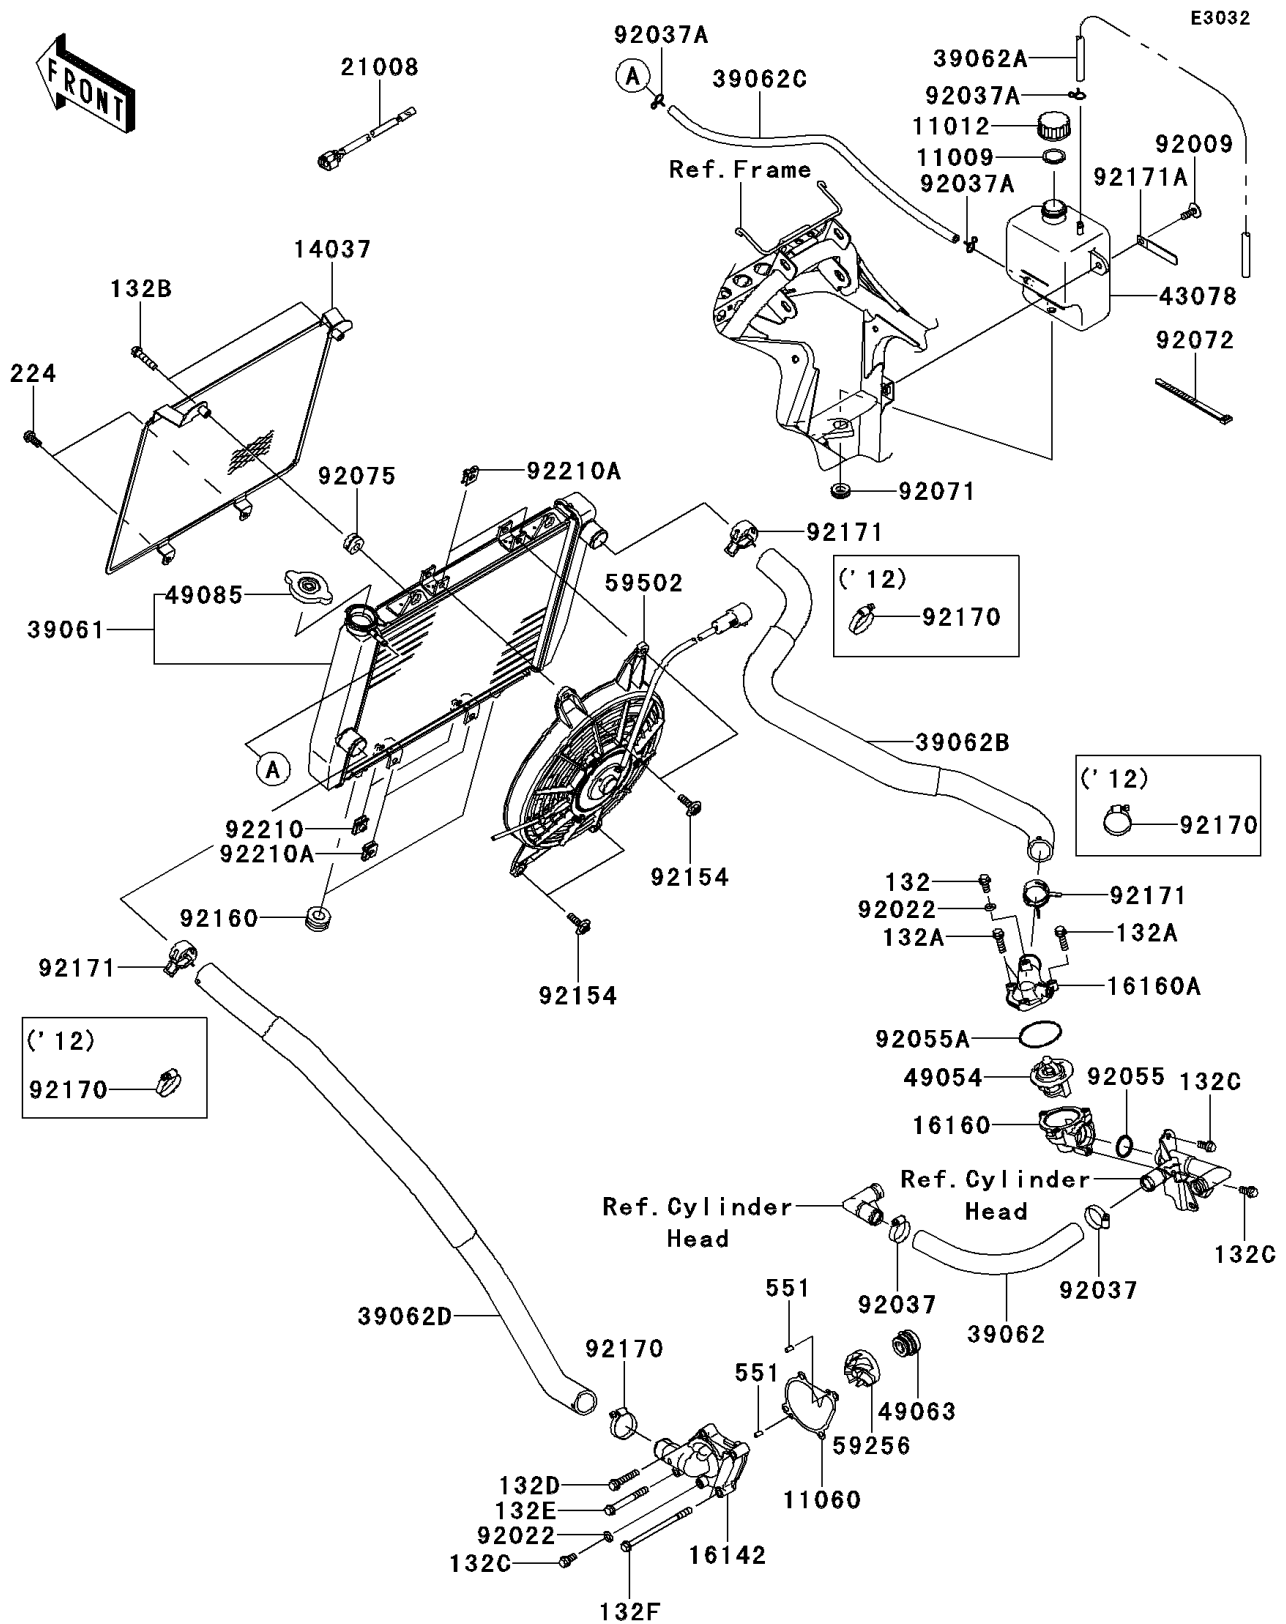 E3032
FRONT
21008
92037A
A
39062C
39062A
92037A
11012
11009
92037A
92009
92171A
Ref.Frame
43078
92072
14037
132B
224
92075
92210A
92071
92171
('12)
92170
59502
49085
39061
39062B
A
92210
92210A
92154
92160
92154
('12)
92170
132
92022
132A
92171
132A
16160A
92055A
49054
92055
132C
16160
92171
('12)
92170
Ref.Cylinder
Head
Ref.Cylinder
Head
132C
92037
92037
39062
39062D
551
92170
551
49063
59256
11060
132D
132E
92022
132C
16142
132F